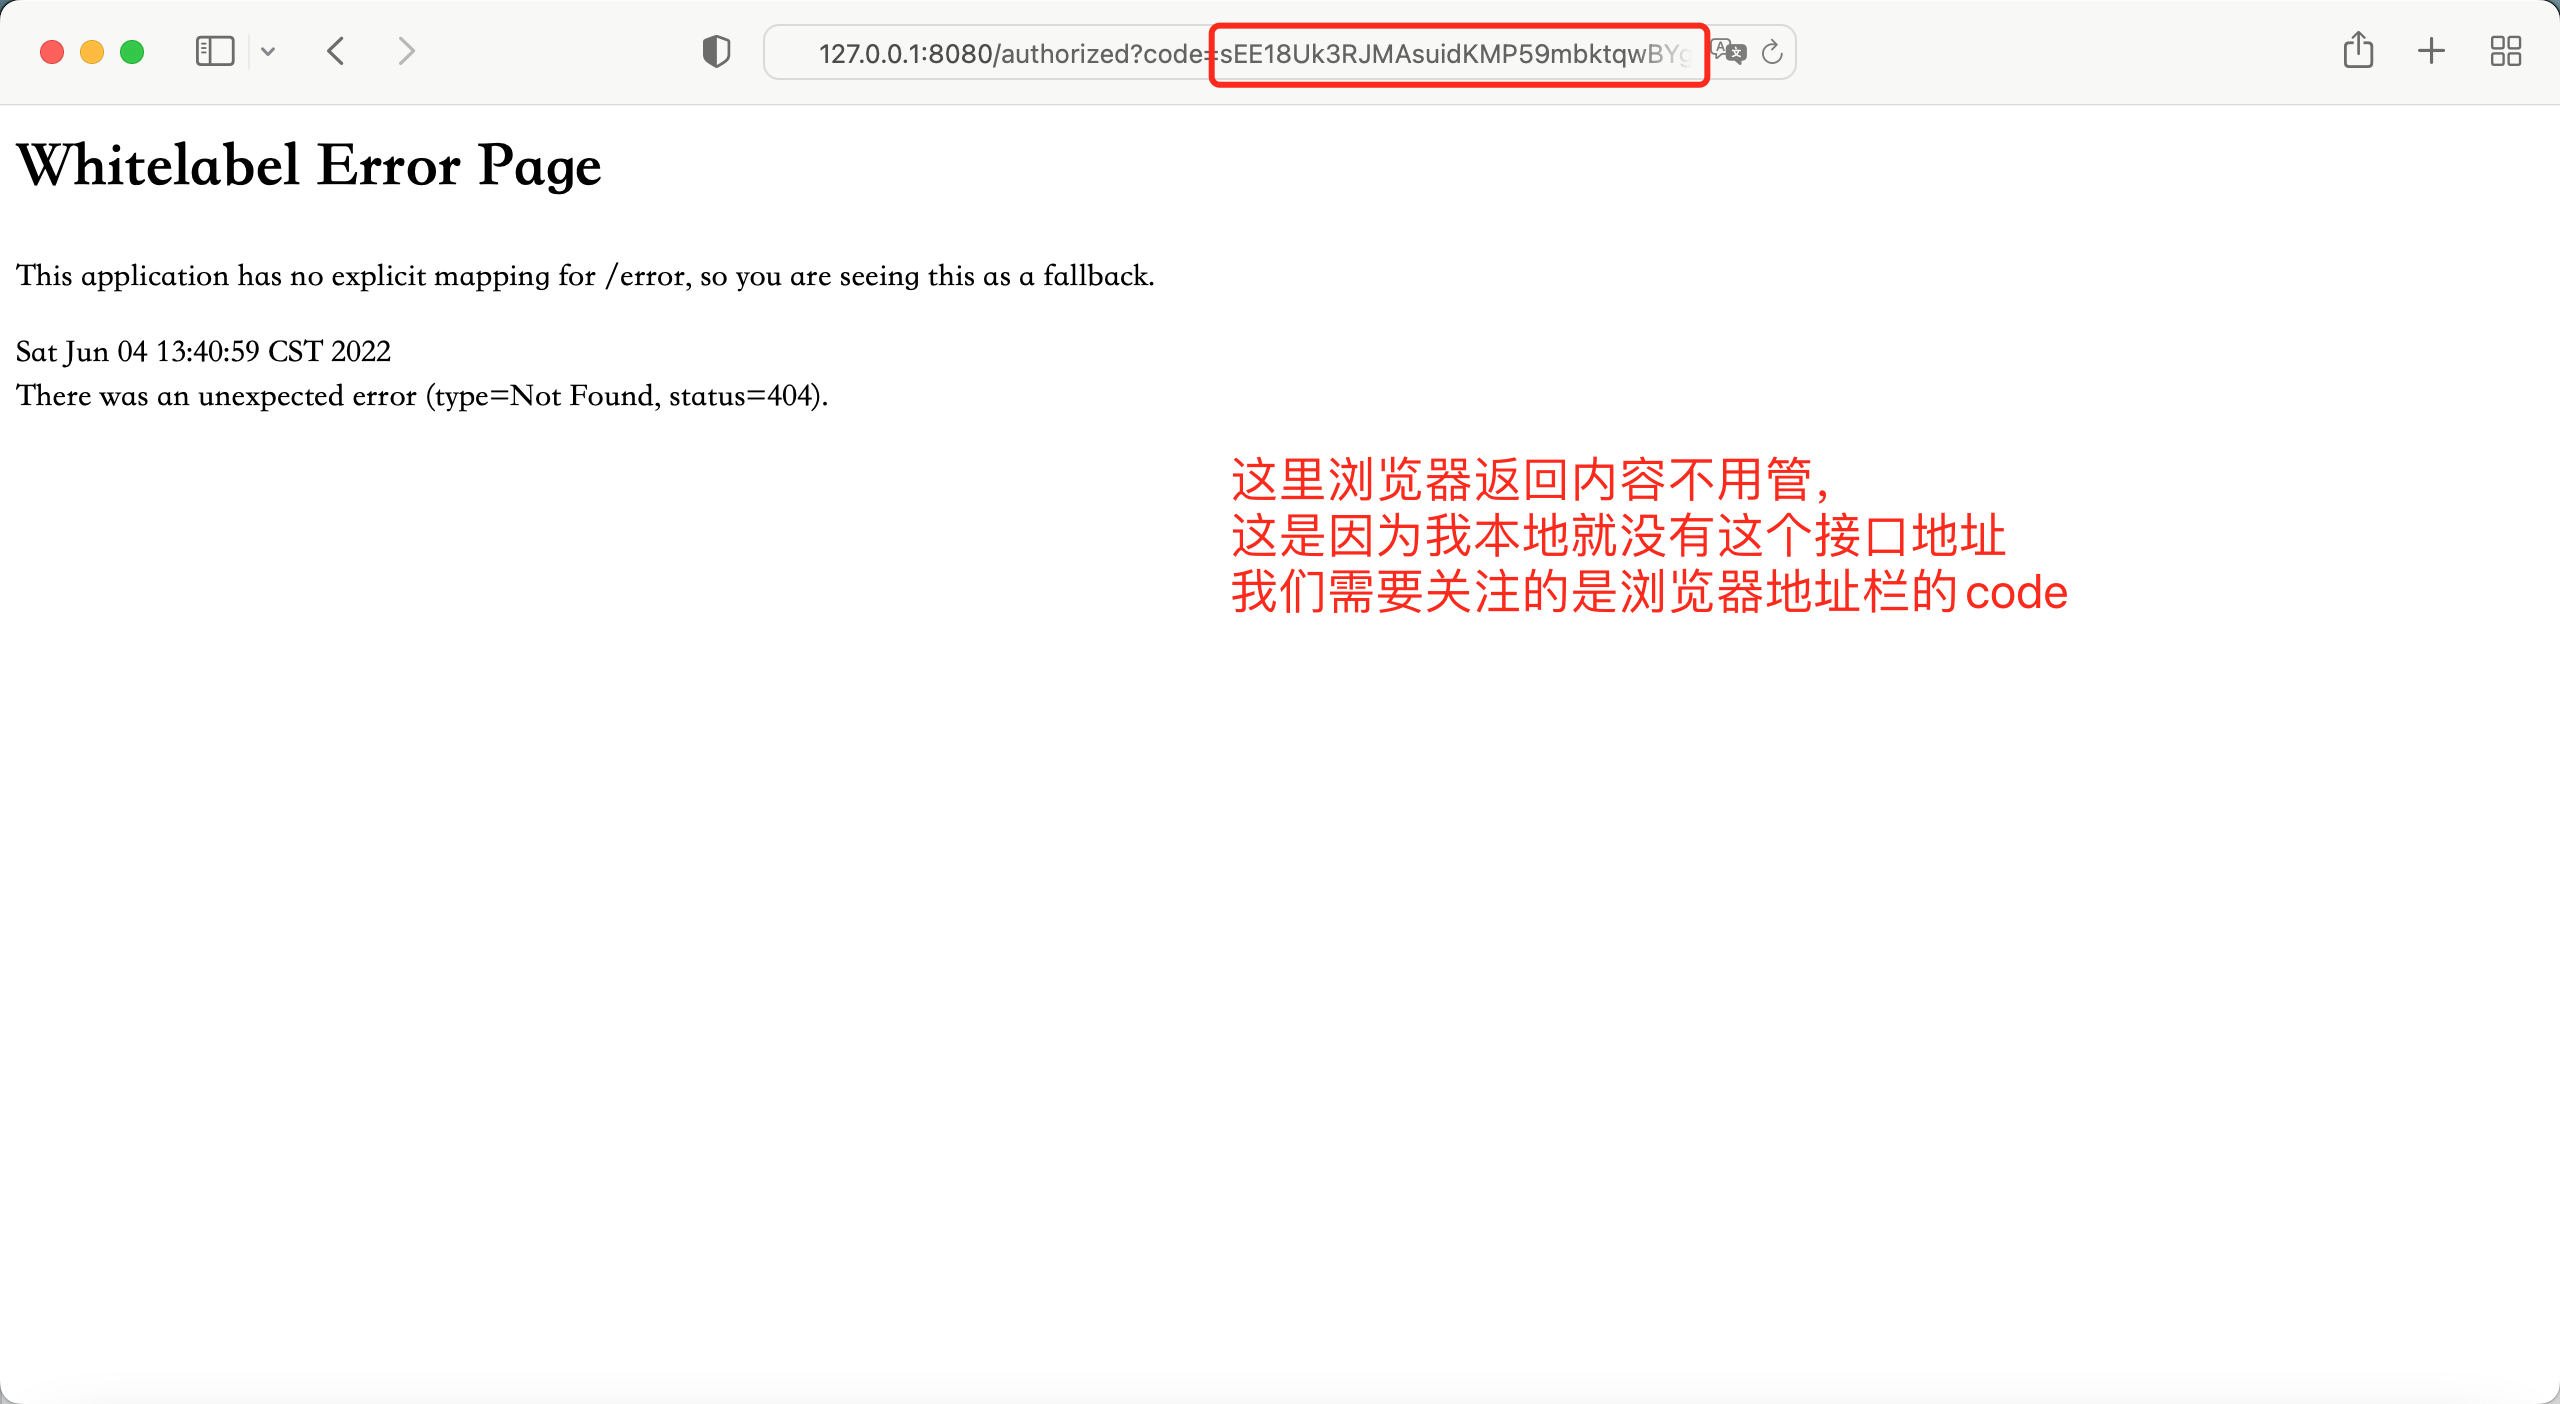 127.0.0.1:8080/authorized?code=sEE18Uk3RJMAsuidKMP59mbktqwBYg
Whitelabel Error Page
This application has no explicit mapping for /error, so you are seeing this as a fallback.
Sat Jun 04 13:40:59 CST 2022
There was an unexpected error (type=Not Found, status=404).
这里浏览器返回内容不用管，
这是因为我本地就没有这个接口地址
我们需要关注的是浏览器地址栏的code